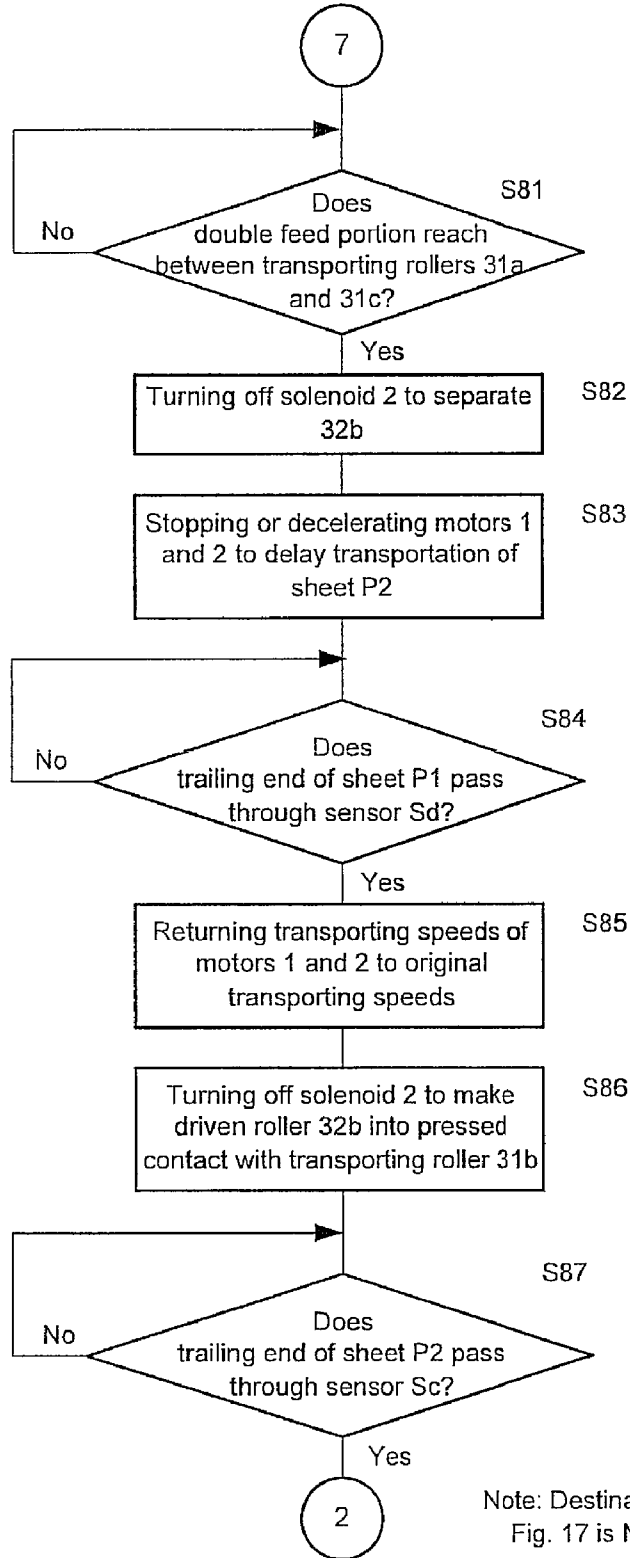 7
S81
Does
double feed portion reach
between transporting rollers 31a
and 31c?
No
Yes
Turning off solenoid 2 to separate
32b
S82
Stopping or decelerating motors 1
and 2 to delay transportation of
sheet P2
S83
S84
Does
trailing end of sheet P1 pass
through sensor Sd?
No
Yes
Returning transporting speeds of
motors 1 and 2 to original
transporting speeds
S85
Turning off solenoid 2 to make
driven roller 32b into pressed
contact with transporting roller 31b
S86
S87
Does
trailing end of sheet P2 pass
through sensor Sc?
No
Yes
2
Note:
Fig. 17 is